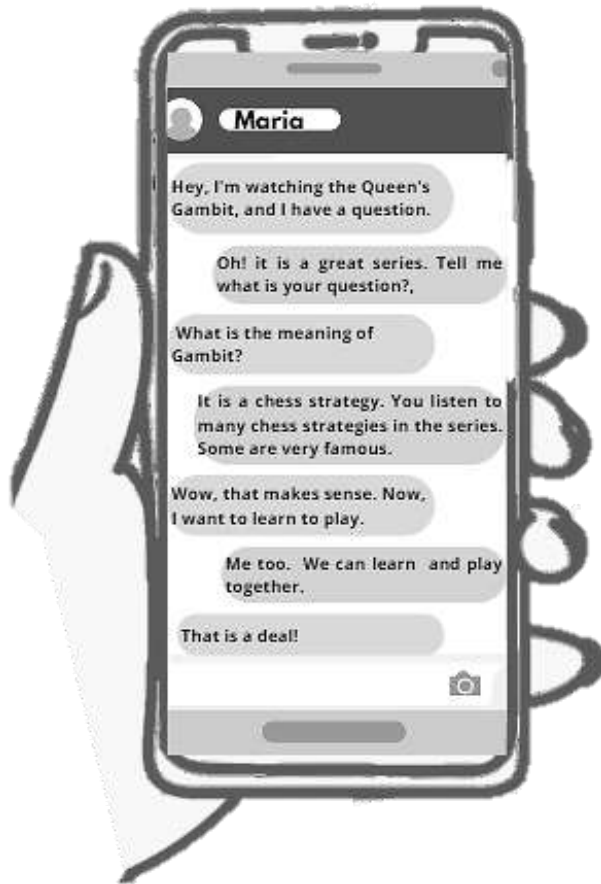 Maria
Hey, I'm watching the Queen's
Gambit, and I have a question.
Oh! it is a great series. Tell me
what is your question?,
What is the meaning of
Gambit?
It is a chess strategy. You listen to
many chess strategies in the series.
Some are very famous.
Wow, that makes sense. Now,
I want to learn to play.
Me too. We can learn and play
together.
That is a deal!